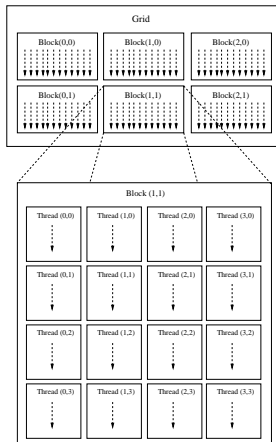 Grid
Block(0,0) Block(1,0) Block(2,0)
Block(0,1) Block(1,1) Block(2,1)
Block (1,1)
Thread (0,0) Thread (1,0) Thread (2,0) Thread (3,0)
Thread (0,1) Thread (1,1) Thread (2,1) Thread (3,1)
Thread (0,2) Thread (1,2) Thread (2,2) Thread (3,2)
Thread (0,3) Thread (1,3) Thread (2,3) Thread (3,3)